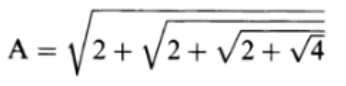 A = √(2 + √(2 + √(2 + √4)))